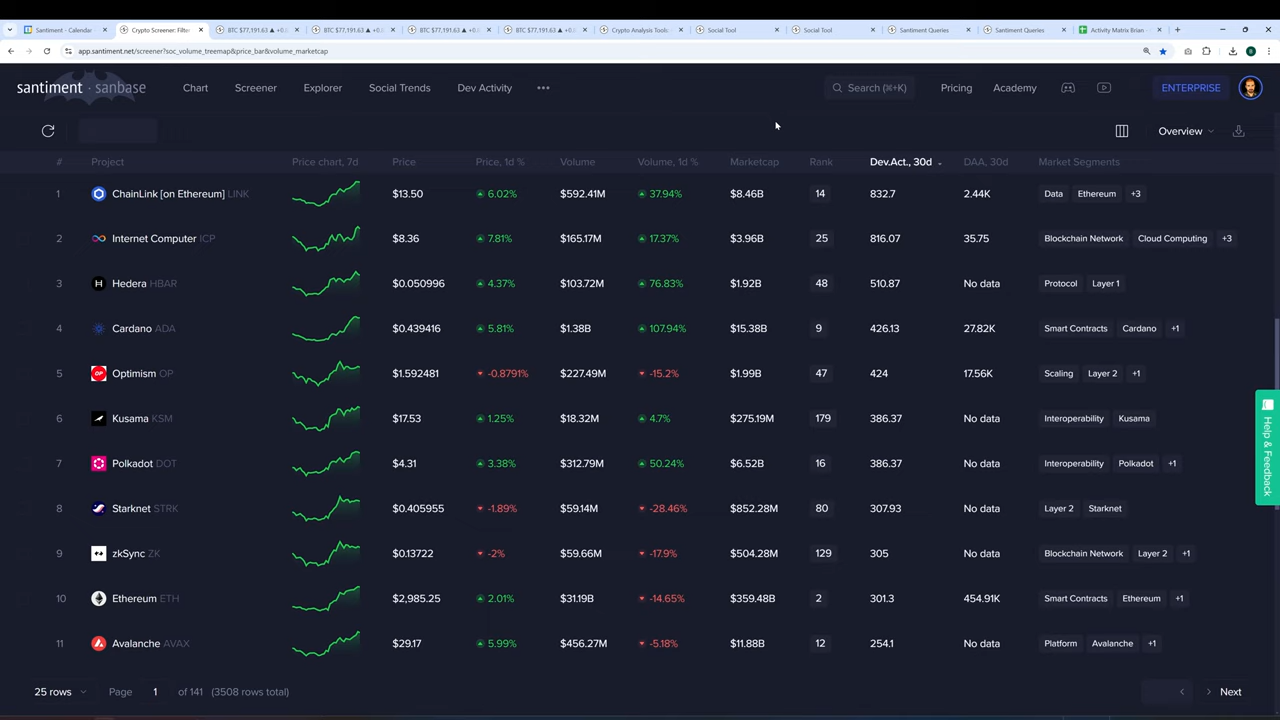 Santiment - Calendar
Crypto Screener: Filter
BTC $77,191.63 ▲ +0.
BTC $77,191.63 ▲ +0.
BTC $77,191.63 ▲ +0.
BTC $77,191.63 ▲ +0.
Crypto Analysis Tools
Social Tool
Social Tool
Santiment Queries
Santiment Queries
Activity Matrix Brian
app.santiment.net/screener?soc_volume_treemap&price_bar&volume_marketcap
santiment · sanbase
Chart
Screener
Explorer
Social Trends
Dev Activity
Search (⌘+K)
Pricing
Academy
ENTERPRISE
Overview
# Project Price chart, 7d Price Price, 1d % Volume Volume, 1d % Marketcap Rank Dev.Act., 30d DAA, 30d Market Segments
1 ChainLink [on Ethereum] LINK $13.50 6.02% $592.41M 37.94% $8.46B 14 832.7 2.44K Data Ethereum +3
2 Internet Computer ICP $8.36 7.81% $165.17M 17.37% $3.96B 25 816.07 35.75 Blockchain Network Cloud Computing +3
3 Hedera HBAR $0.050996 4.37% $103.72M 76.83% $1.92B 48 510.87 No data Protocol Layer 1
4 Cardano ADA $0.439416 5.81% $1.38B 107.94% $15.38B 9 426.13 27.82K Smart Contracts Cardano +1
5 Optimism OP $1.592481 -0.8791% $227.49M -15.2% $1.99B 47 424 17.56K Scaling Layer 2 +1
6 Kusama KSM $17.53 1.25% $18.32M 4.7% $275.19M 179 386.37 No data Interoperability Kusama
7 Polkadot DOT $4.31 3.38% $312.79M 50.24% $6.52B 16 386.37 No data Interoperability Polkadot +1
8 Starknet STRK $0.405955 -1.89% $59.14M -28.46% $852.28M 80 307.93 No data Layer 2 Starknet
9 zkSync ZK $0.13722 -2% $59.66M -17.9% $504.28M 129 305 No data Blockchain Network Layer 2 +1
10 Ethereum ETH $2,985.25 2.01% $31.19B -14.65% $359.48B 2 301.3 454.91K Smart Contracts Ethereum +1
11 Avalanche AVAX $29.17 5.99% $456.27M -5.18% $11.88B 12 254.1 No data Platform Avalanche +1
Help & Feedback
25 rows Page 1 of 141 (3508 rows total) Next